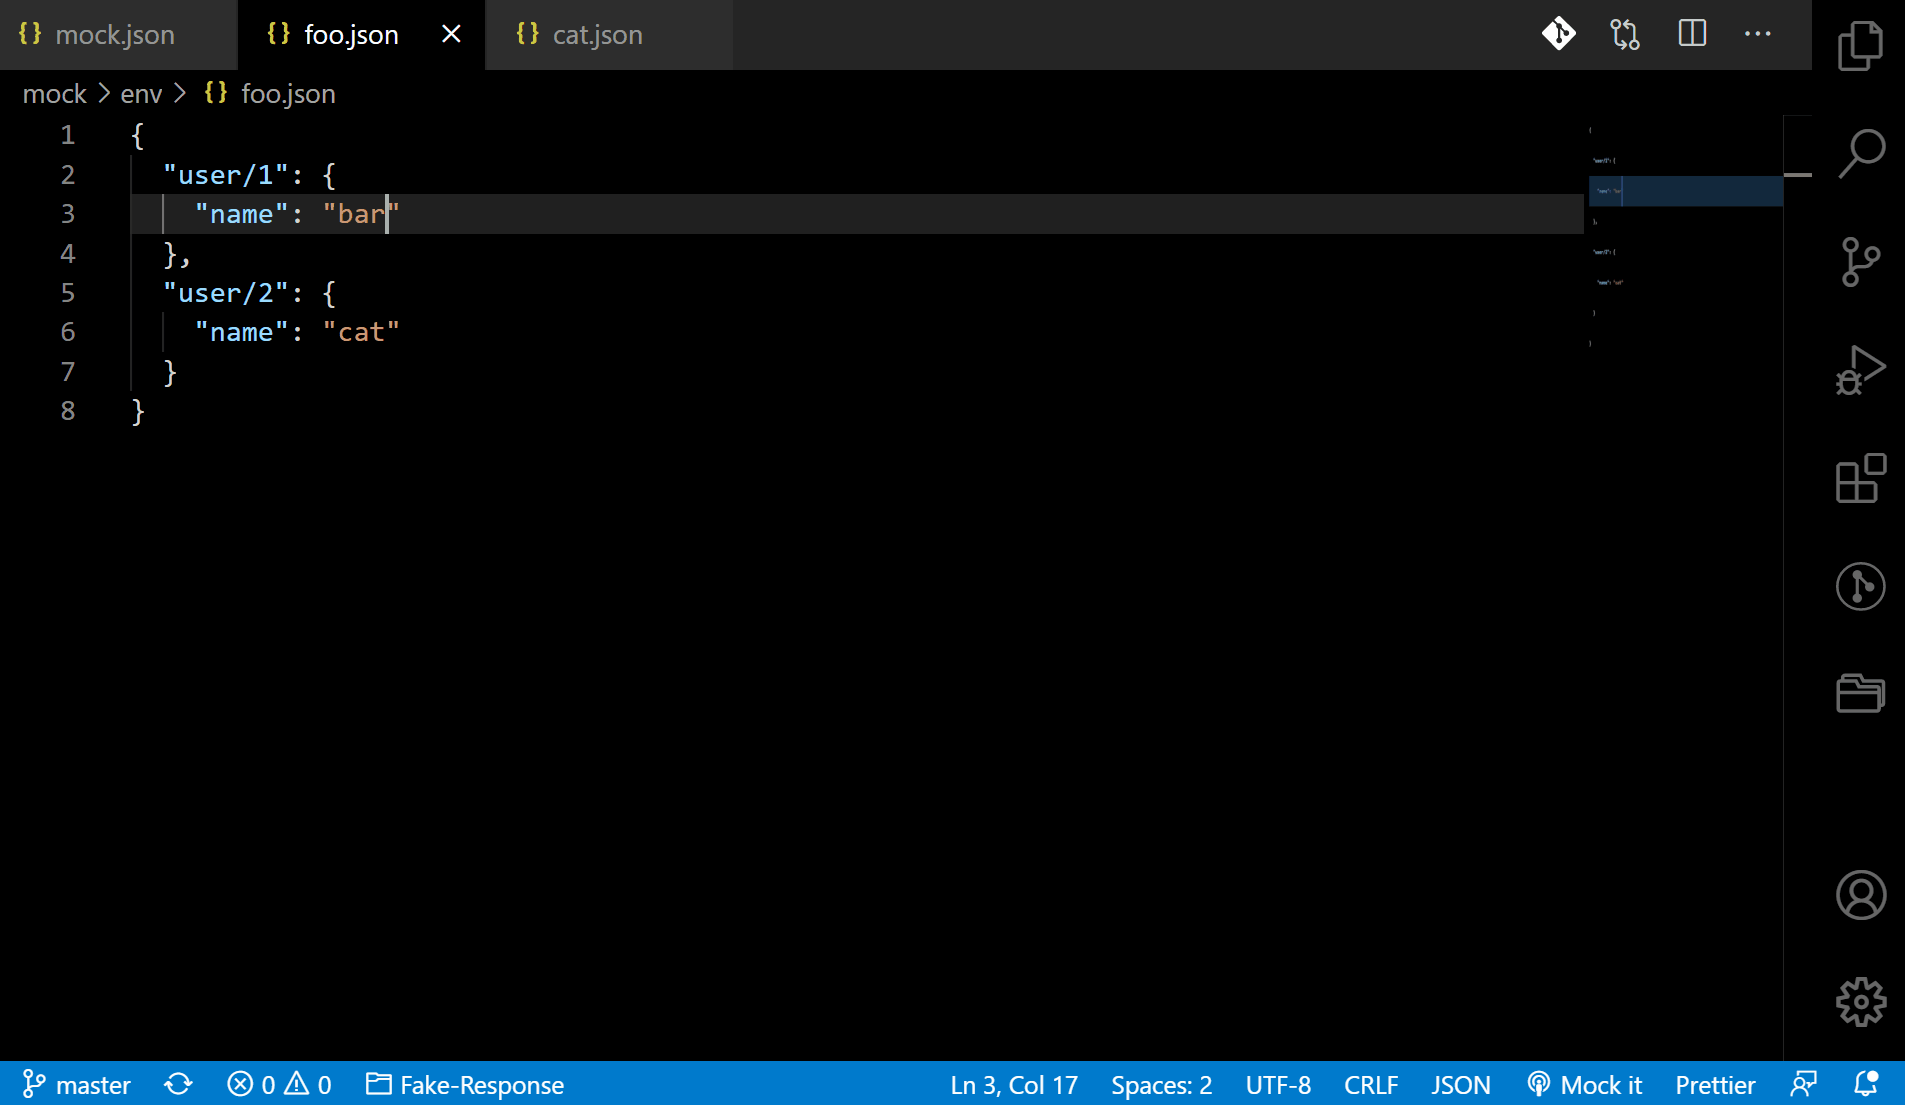 {} mock.json {} foo.json {} cat.json
mock > env > {} foo.json
1 {
2 "user/1": {
3 "name": "bar"
4 },
5 "user/2": {
6 "name": "cat"
7 }
8 }
master 0 0 Fake-Response Ln 3, Col 17 Spaces: 2 UTF-8 CRLF JSON Mock it Prettier